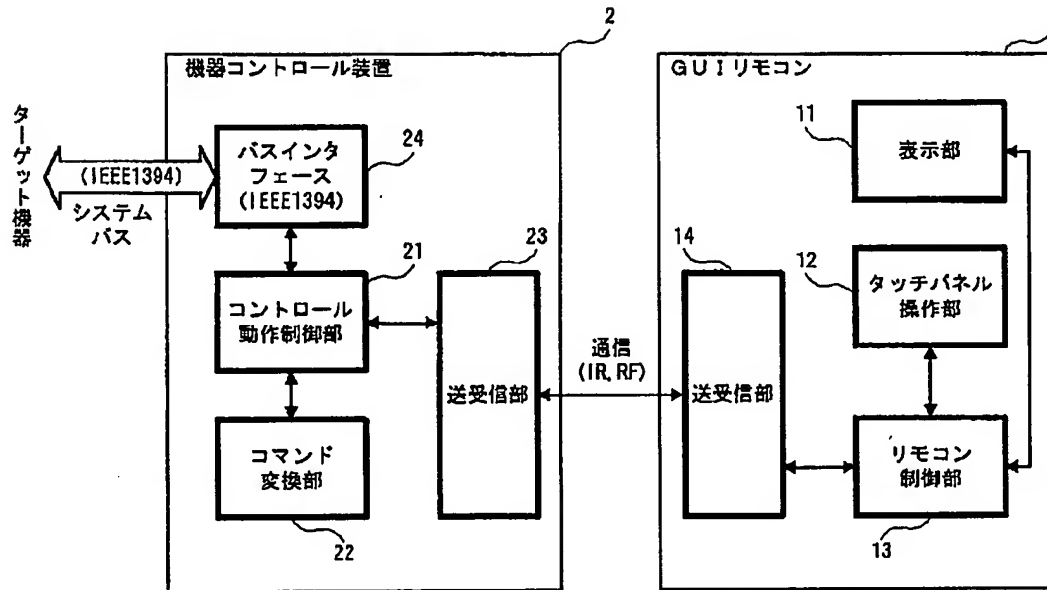 2
機器コントロール装置
GUIリモコン
ターゲット機器
(IEEE1394)
システム
バス
バスインタ
フェース
(IEEE1394)
24
11
表示部
21
コントロール
動作制御部
23
送受信部
通信
(IR,RF)
14
送受信部
12
タッチパネル
操作部
コマンド
変換部
22
リモコン
制御部
13